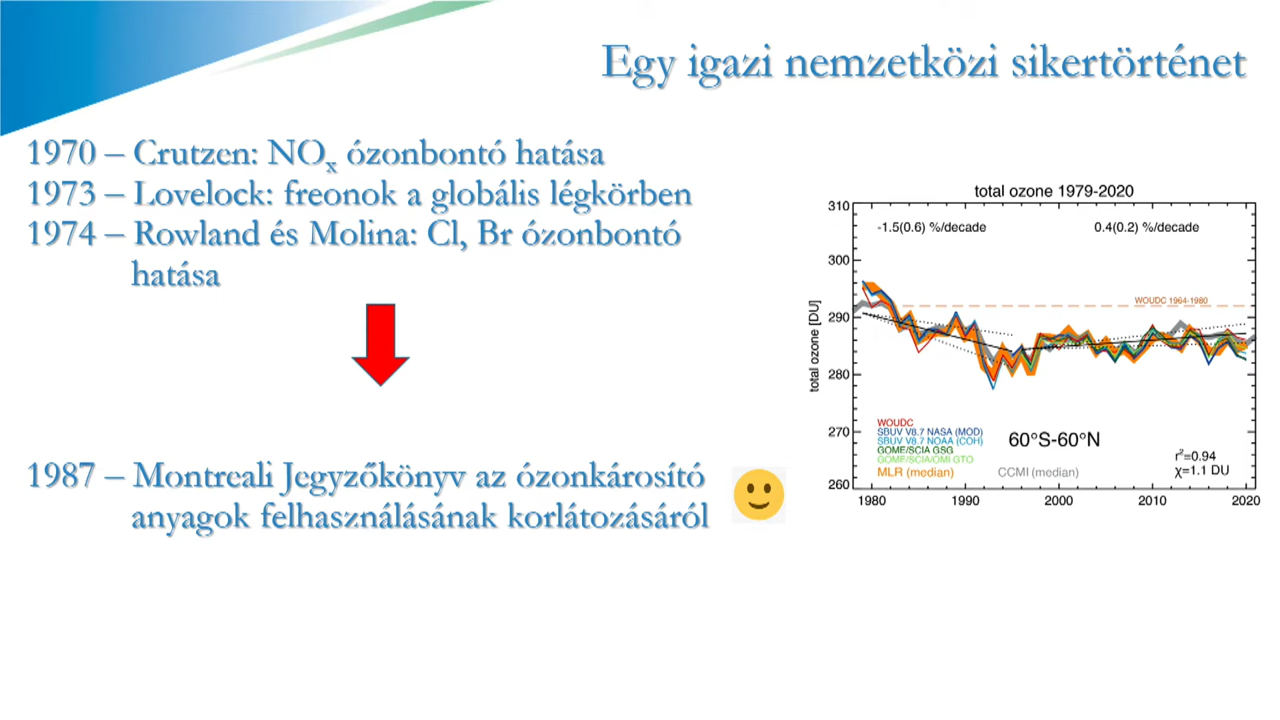 Egy igazi nemzetközi sikertörténet
1970 – Crutzen: NOx ózonbontó hatása
1973 – Lovelock: freonok a globális légkörben
1974 – Rowland és Molina: Cl, Br ózonbontó
hatása
1987 – Montreali Jegyzőkönyv az ózonkárosító
anyagok felhasználásának korlátozásáról
total ozone 1979-2020
-1.5(0.6) %/decade
0.4(0.2) %/decade
WOUDC 1964-1980
total ozone [DU]
310
300
290
280
270
260
WOUDC
SBUV V8.7 NASA (MOD)
SBUV V8.7 NOAA (COH)
GOME/SCIA GSG
GOME/SCIA/OMI GTO
MLR (median)
CCMI (median)
60°S-60°N
r²=0.94
χ=1.1 DU
1980 1990 2000 2010 2020